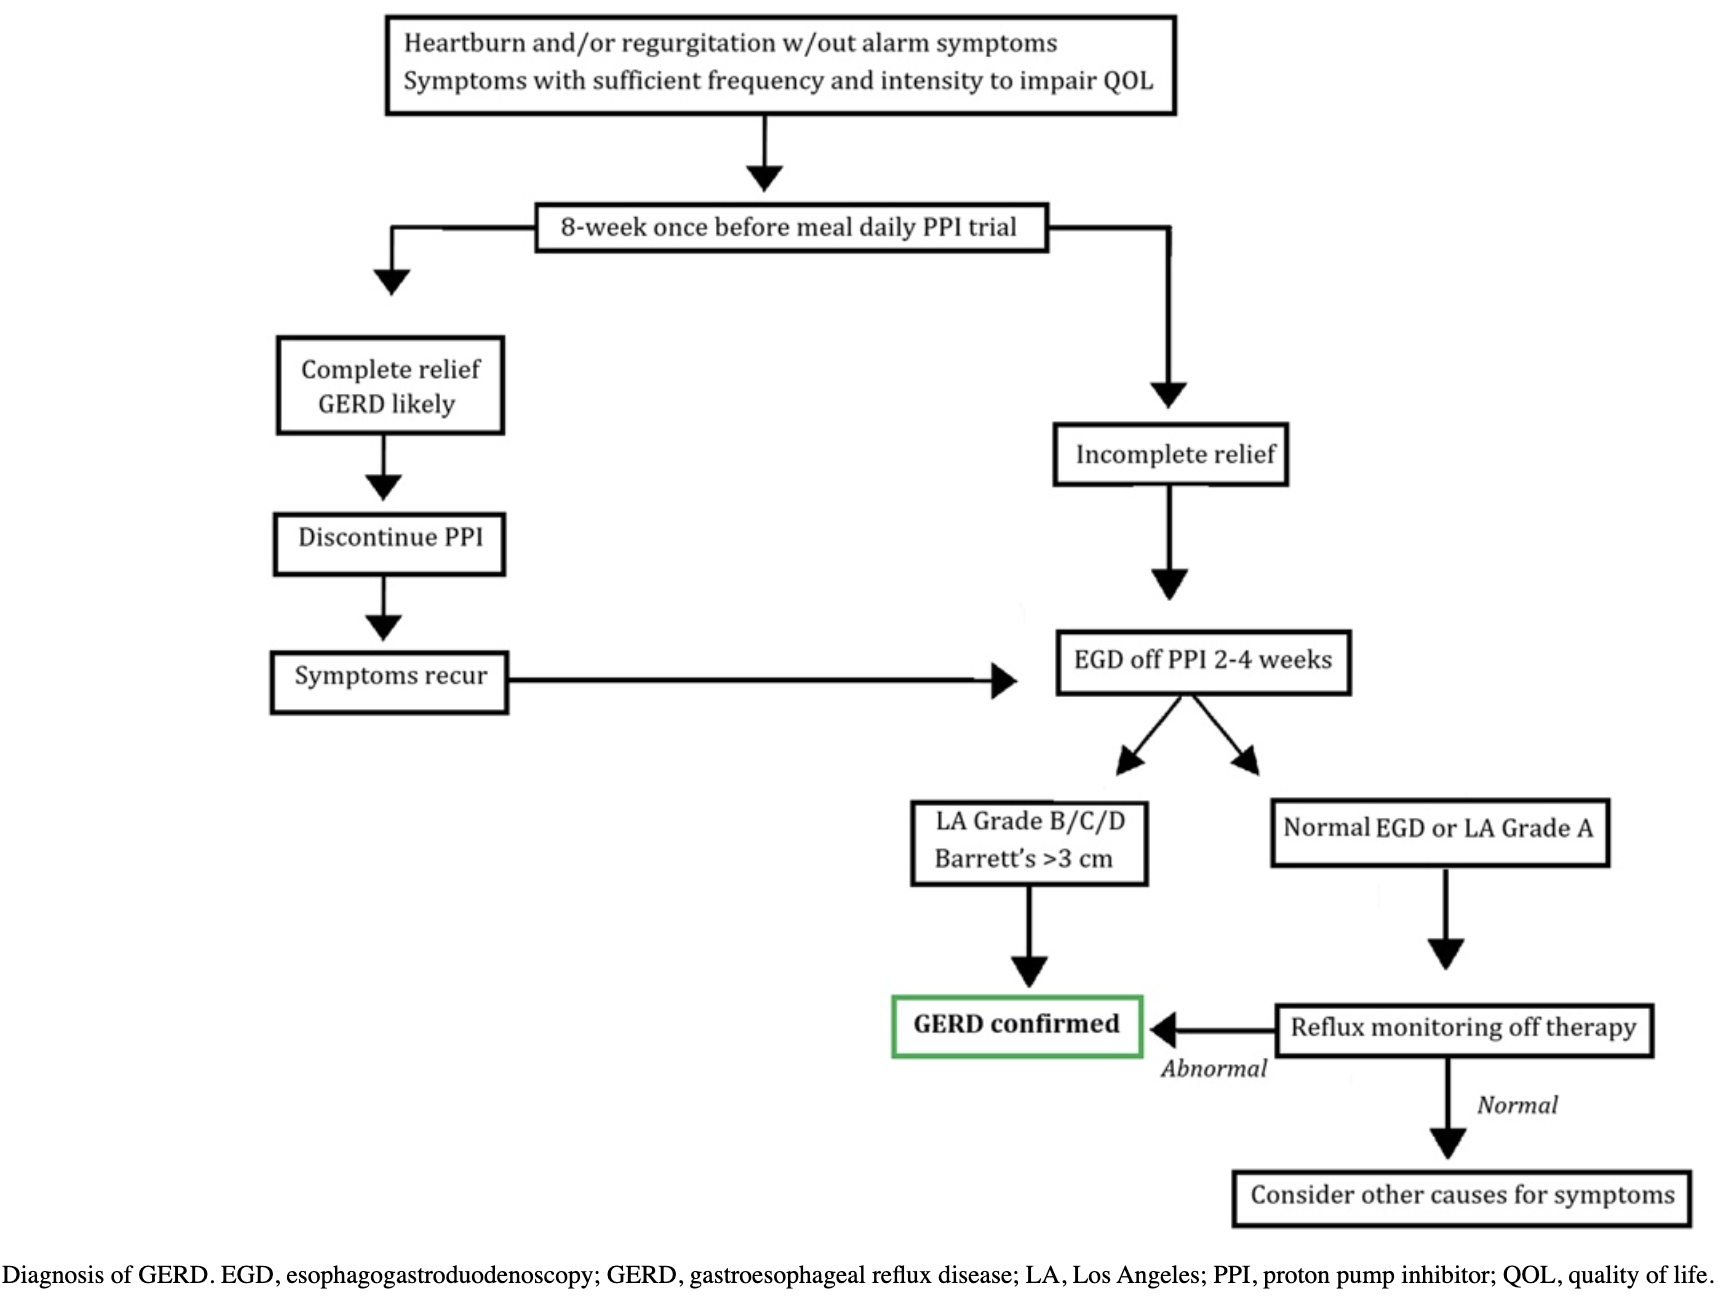 Heartburn and/or regurgitation w/out alarm symptoms
Symptoms with sufficient frequency and intensity to impair QOL
8-week once before meal daily PPI trial
Complete relief
GERD likely
Incomplete relief
Discontinue PPI
Symptoms recur
EGD off PPI 2-4 weeks
LA Grade B/C/D
Barrett's >3 cm
Normal EGD or LA Grade A
GERD confirmed
Reflux monitoring off therapy
Abnormal
Normal
Consider other causes for symptoms
Diagnosis of GERD. EGD, esophagogastroduodenoscopy; GERD, gastroesophageal reflux disease; LA, Los Angeles; PPI, proton pump inhibitor; QOL, quality of life.